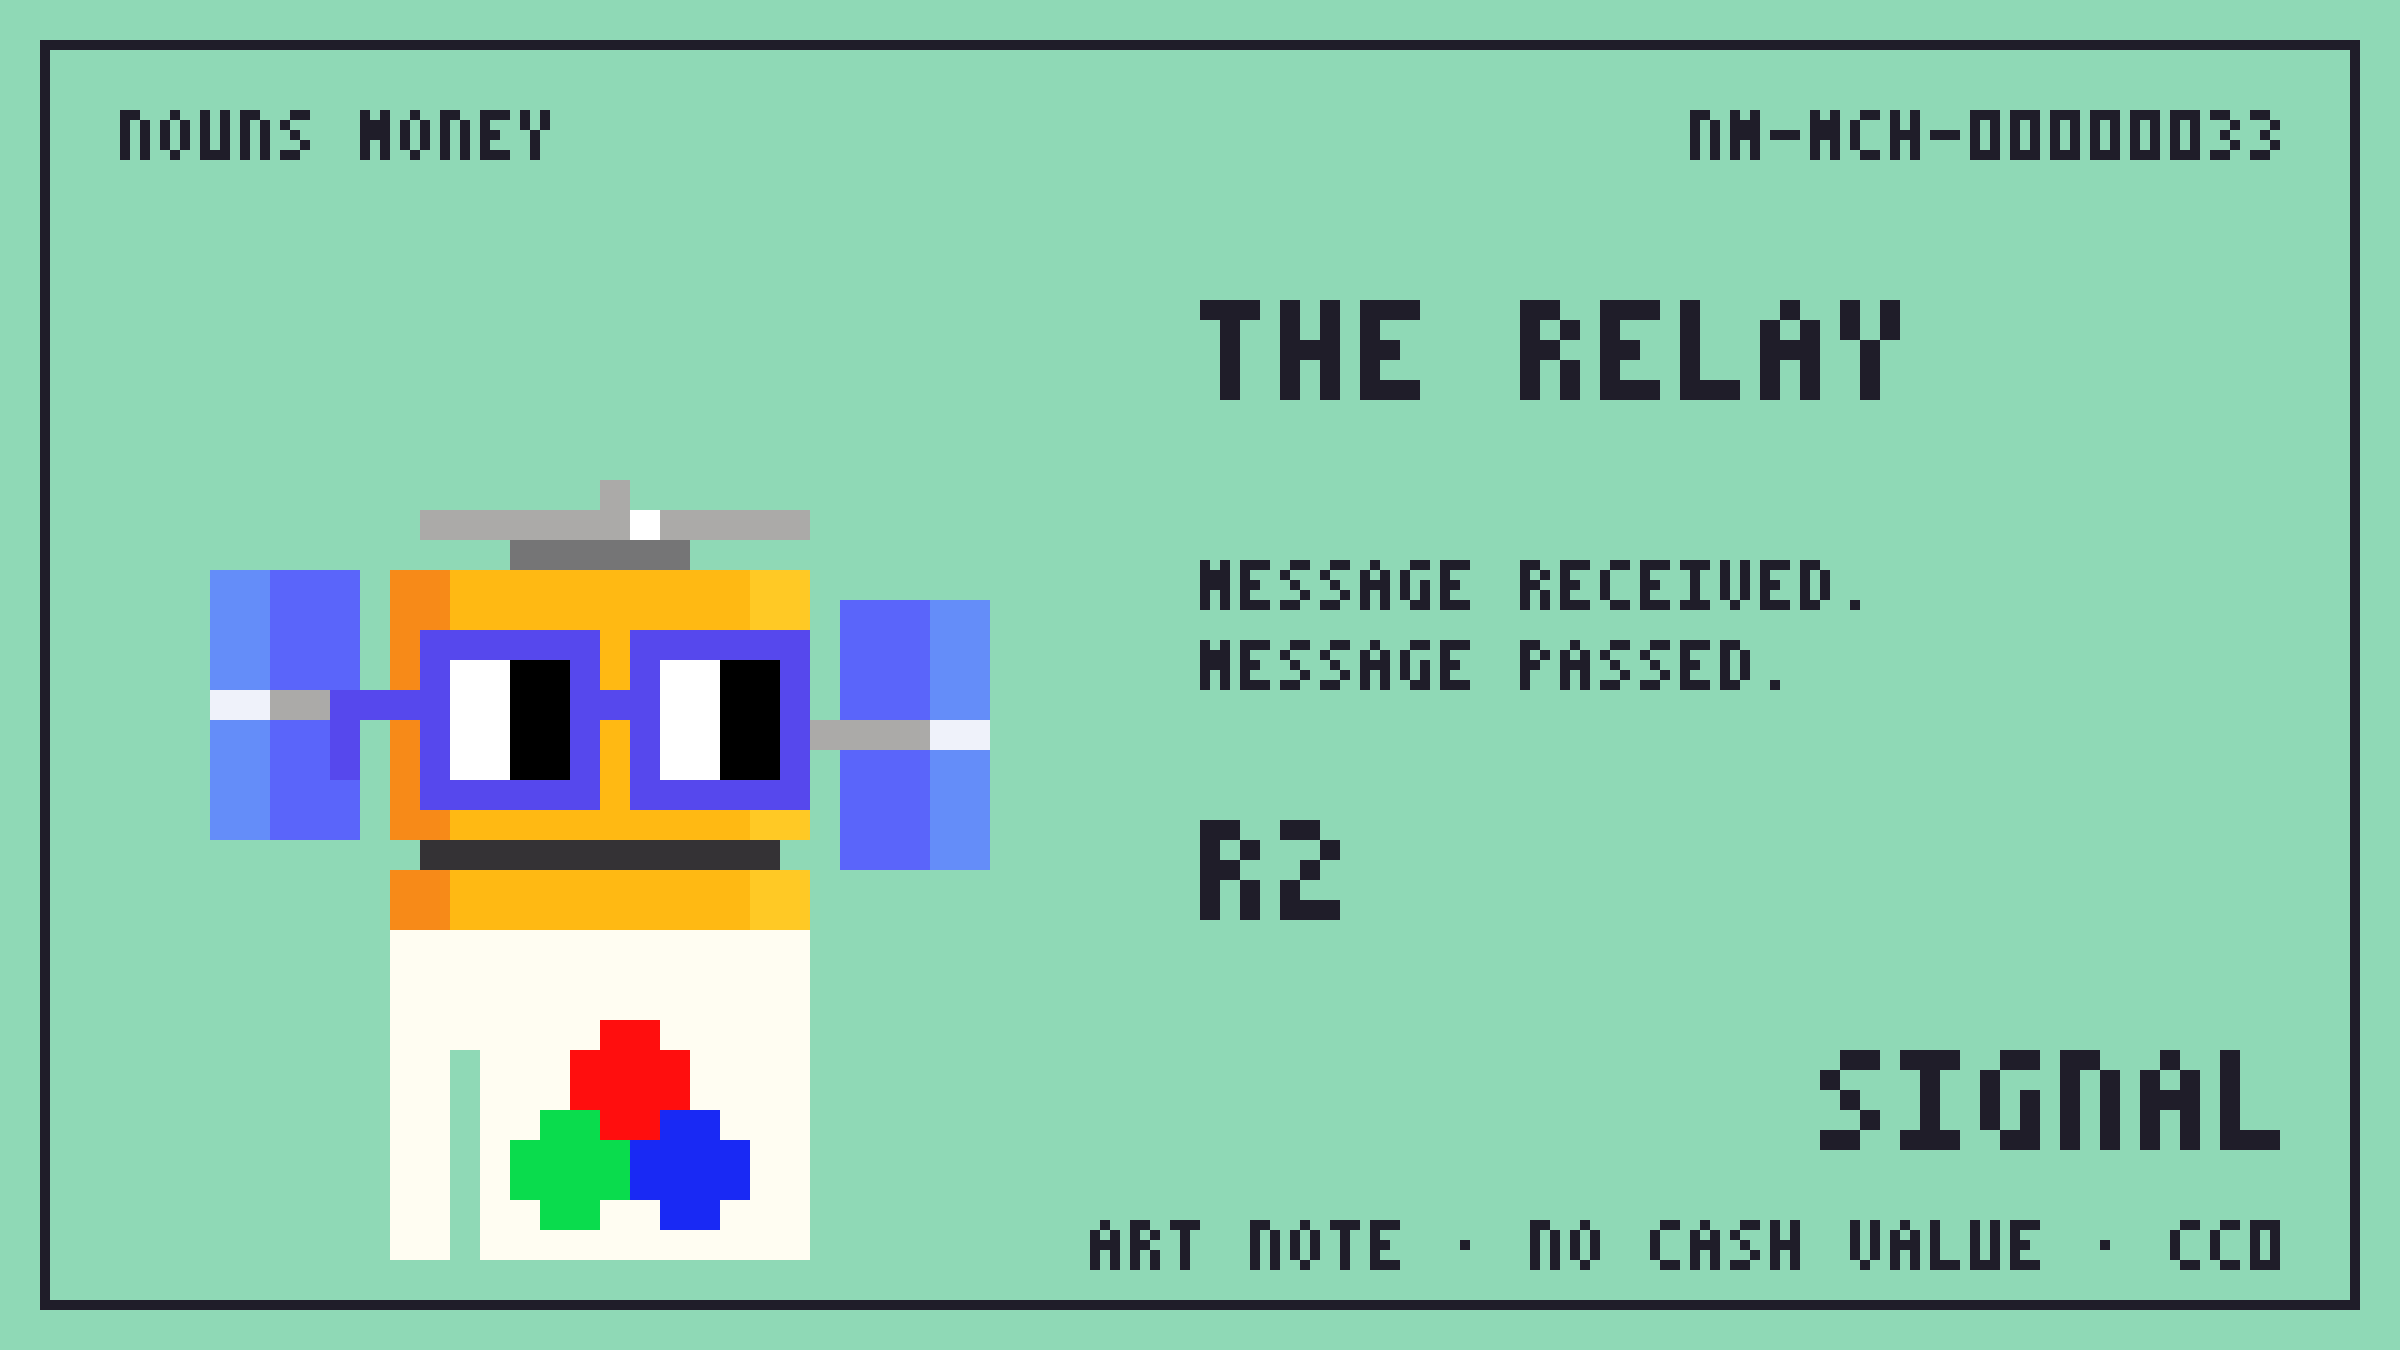 NOUNS MONEY
NM-MCH-00000033
THE RELAY
MESSAGE RECEIVED.
MESSAGE PASSED.
R2
SIGNAL
ART NOTE · NO CASH VALUE · CC0